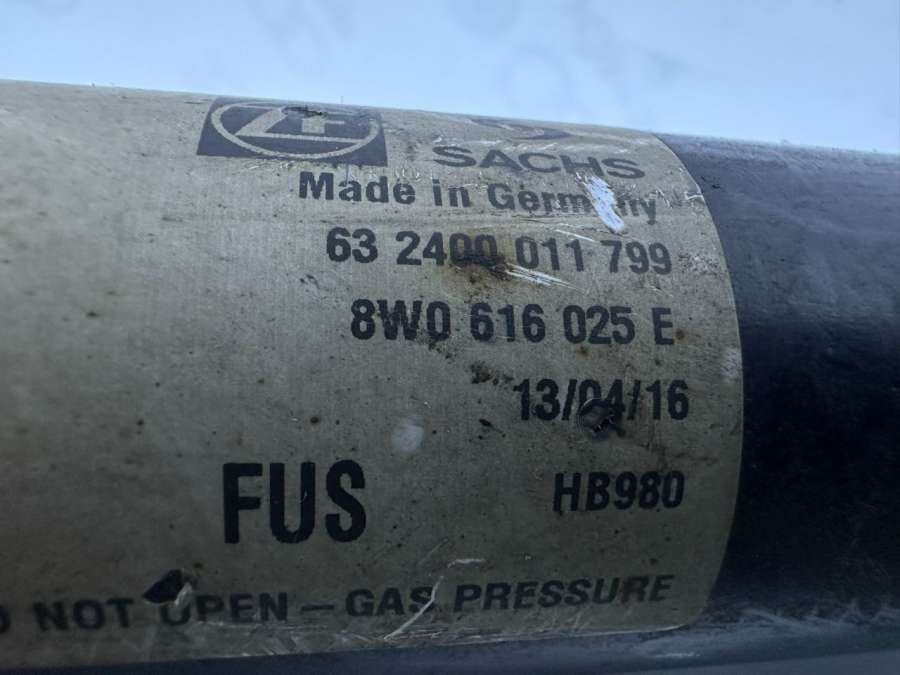 ZF SACHS
Made in Germany
63 2400 011 799
8W0 616 025 E
13/04/16
FUS HB980
NOT OPEN – GAS PRESSURE